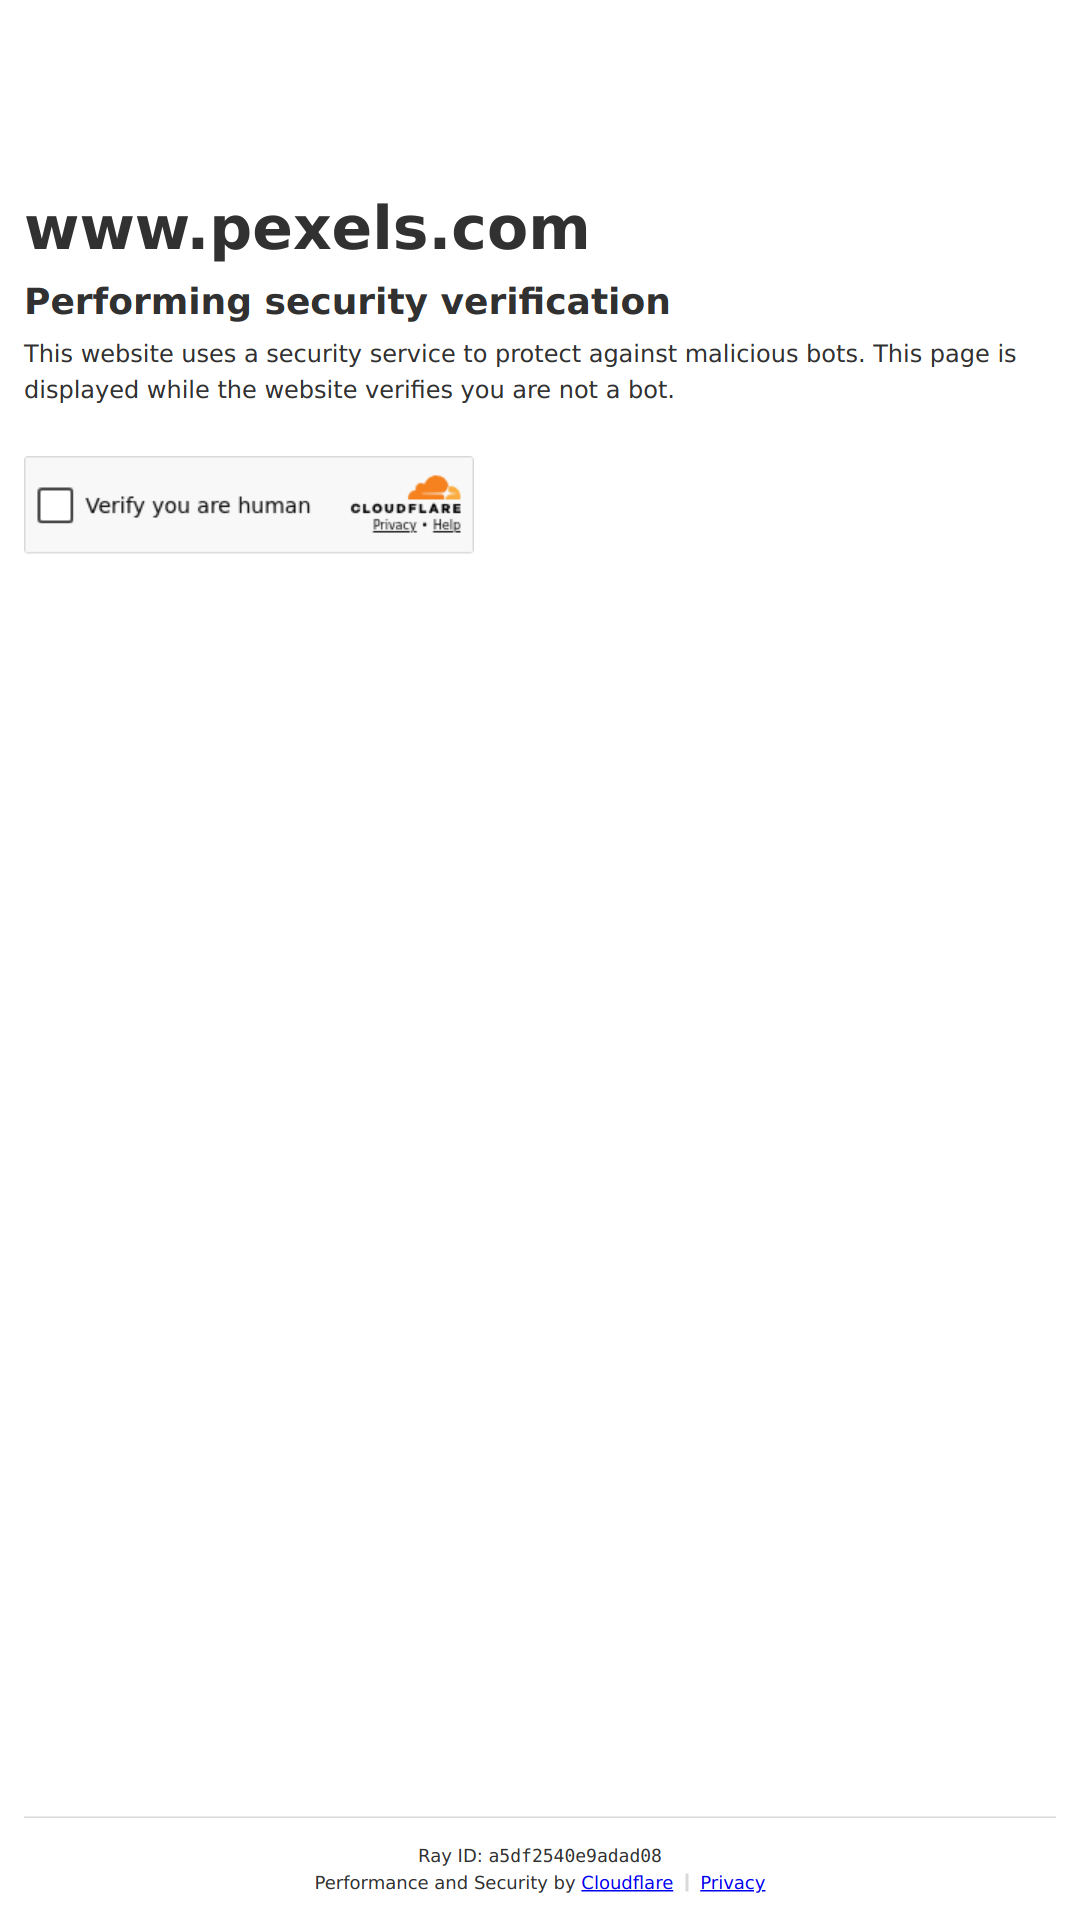 www.pexels.com
Performing security verification
This website uses a security service to protect against malicious bots. This page is
displayed while the website verifies you are not a bot.
Verify you are human
CLOUDFLARE
Privacy • Help
Ray ID: a5df2540e9adad08
Performance and Security by Cloudflare | Privacy